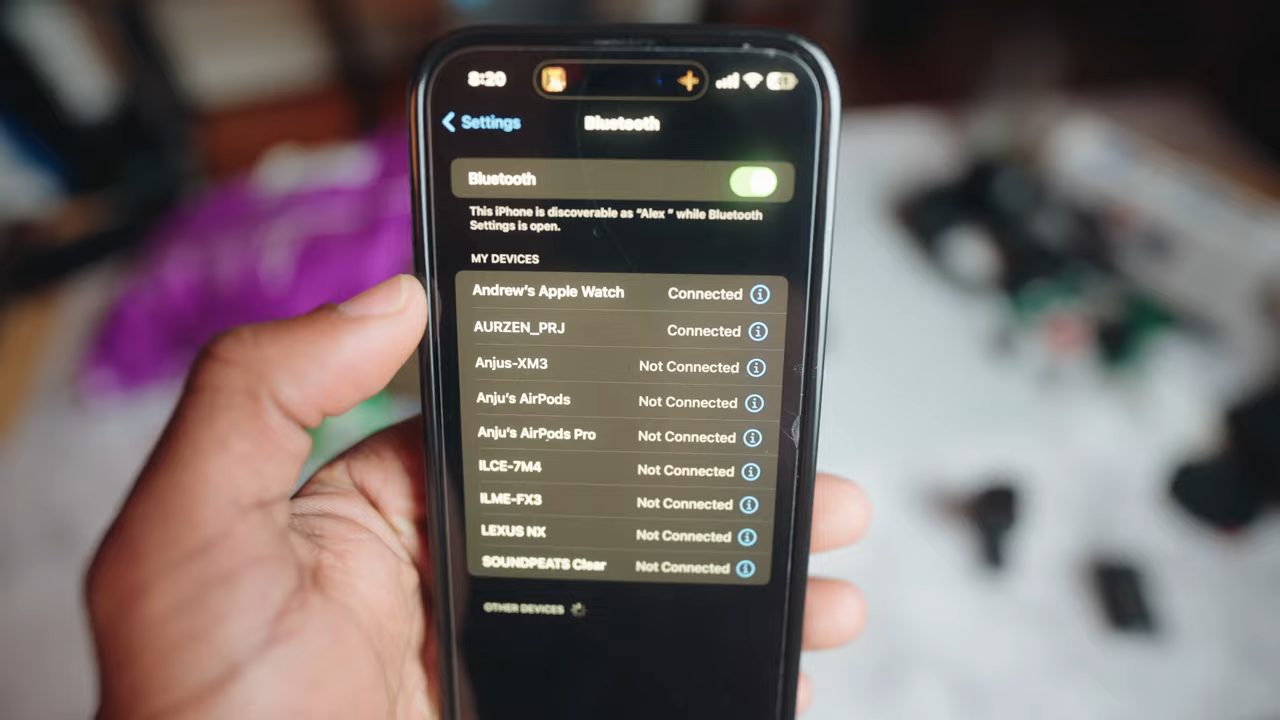 8:20
Settings
Bluetooth
Bluetooth
This iPhone is discoverable as “Alex ” while Bluetooth
Settings is open.
MY DEVICES
Andrew's Apple Watch Connected
AURZEN_PRJ Connected
Anjus-XM3 Not Connected
Anju's AirPods Not Connected
Anju's AirPods Pro Not Connected
ILCE-7M4 Not Connected
ILME-FX3 Not Connected
LEXUS NX Not Connected
SOUNDPEATS Clear Not Connected
OTHER DEVICES